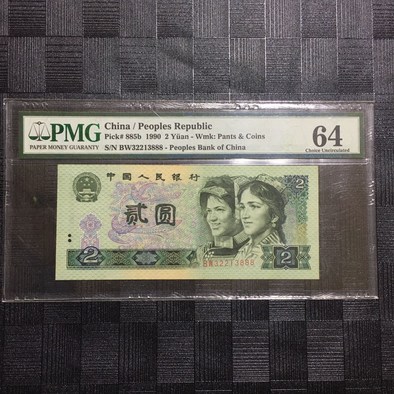 PMG
PAPER MONEY GUARANTY
China / Peoples Republic
Pick# 885b 1990 2 Yüan - Wmk: Pants & Coins
S/N BW32213888 - Peoples Bank of China
64
Choice Uncirculated
中国人民银行
2
贰圆
BW32213888
2
2